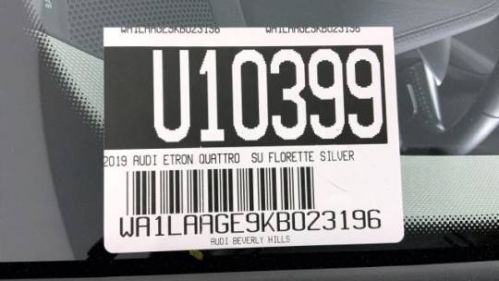 WA1LAAGE9KB023196 WA1LAAGE9KB023196
U10399
2019 AUDI ETRON QUATTRO SU FLORETTE SILVER
WA1LAAGE9KB023196
AUDI BEVERLY HILLS